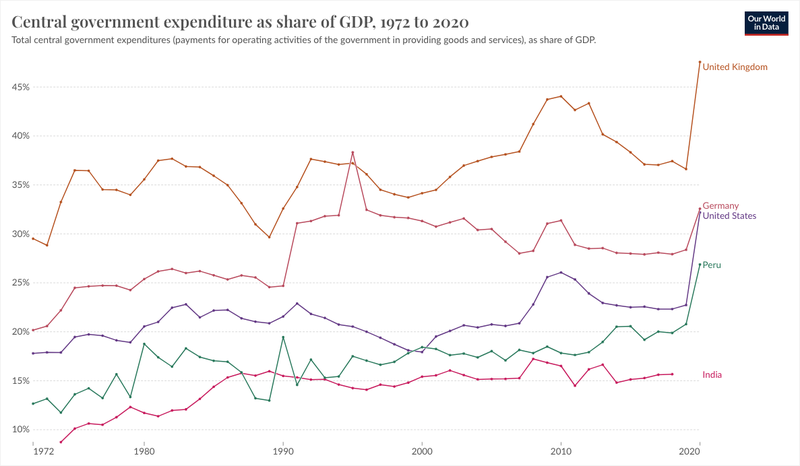 Central government expenditure as share of GDP, 1972 to 2020
Our World
in Data
Total central government expenditures (payments for operating activities of the government in providing goods and services), as share of GDP.
45%
40%
35%
30%
25%
20%
15%
10%
United Kingdom
Germany
United States
Peru
India
1972
1980
1990
2000
2010
2020